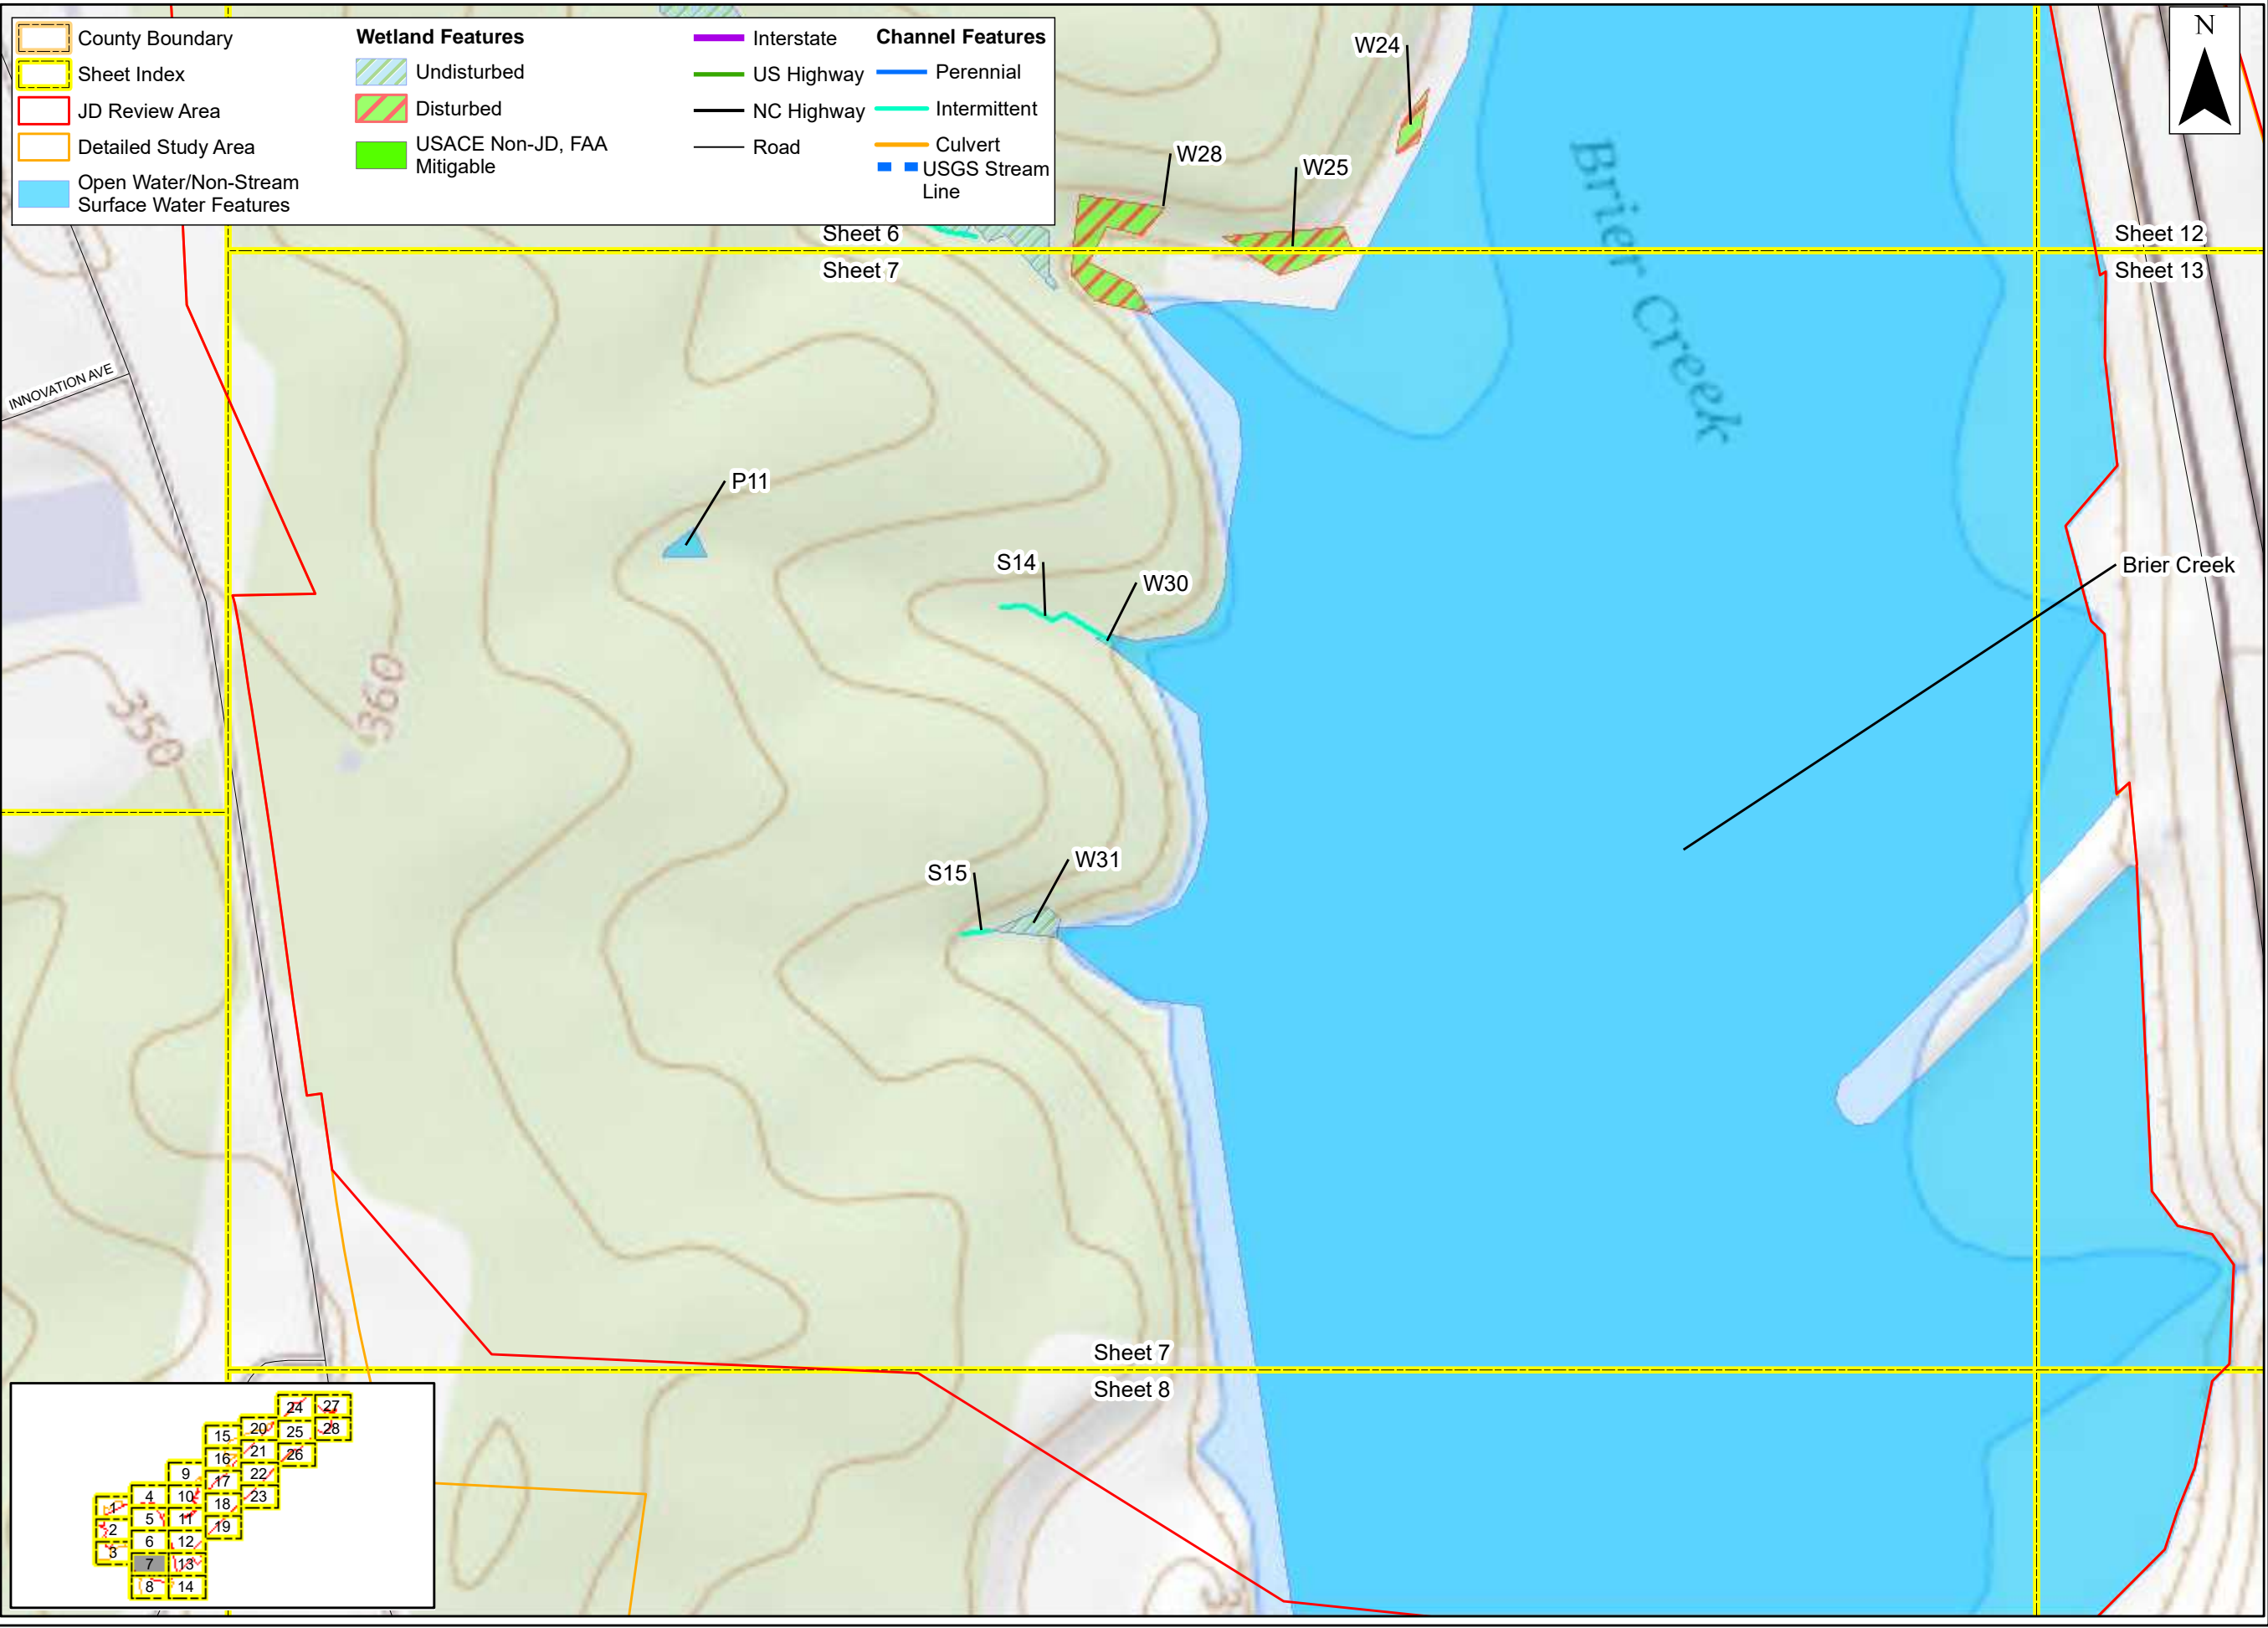 County Boundary
Sheet Index
JD Review Area
Detailed Study Area
Open Water/Non-Stream
Surface Water Features
Wetland Features
Undisturbed
Disturbed
USACE Non-JD, FAA
Mitigable
Interstate
US Highway
NC Highway
Road
Channel Features
Perennial
Intermittent
Culvert
USGS Stream
Line
N
W24
W28
W25
Brier Creek
Sheet 6
Sheet 7
Sheet 12
Sheet 13
INNOVATION AVE
P11
S14
W30
Brier Creek
360
350
S15
W31
Sheet 7
Sheet 8
24
27
15
20
25
28
16
21
26
9
17
22
4
10
18
23
1
5
11
19
2
6
12
3
7
13
8
14